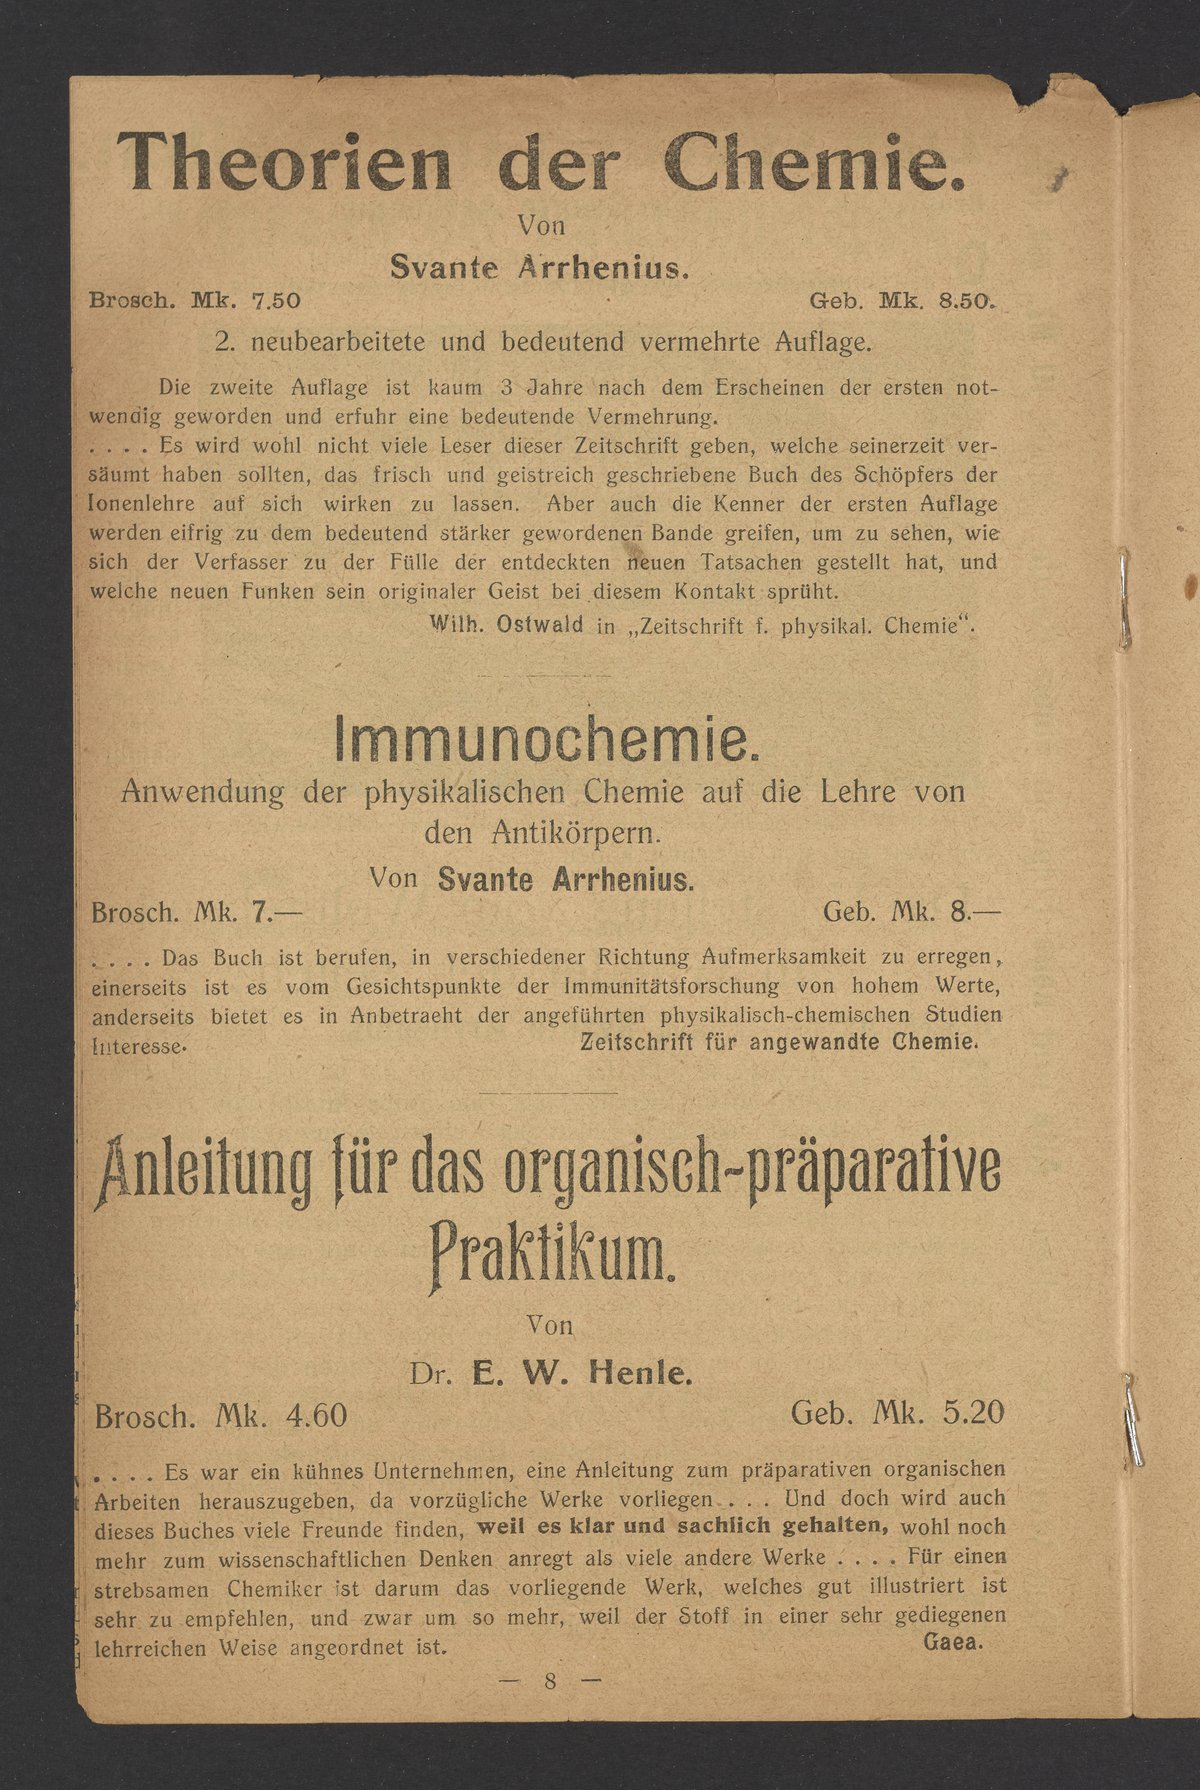 Theorien der Chemie.
Von
Svante Arrhenius.
Brosch. Mk. 7.50 Geb. Mk. 8.50.
2. neubearbeitete und bedeutend vermehrte Auflage.
Die zweite Auflage ist kaum 3 Jahre nach dem Erscheinen der ersten not-
wendig geworden und erfuhr eine bedeutende Vermehrung.
. . . . Es wird wohl nicht viele Leser dieser Zeitschrift geben, welche seinerzeit ver-
säumt haben sollten, das frisch und geistreich geschriebene Buch des Schöpfers der
Ionenlehre auf sich wirken zu lassen. Aber auch die Kenner der ersten Auflage
werden eifrig zu dem bedeutend stärker gewordenen Bande greifen, um zu sehen, wie
sich der Verfasser zu der Fülle der entdeckten neuen Tatsachen gestellt hat, und
welche neuen Funken sein originaler Geist bei diesem Kontakt sprüht.
Wilh. Ostwald in „Zeitschrift f. physikal. Chemie“.
Immunochemie.
Anwendung der physikalischen Chemie auf die Lehre von
den Antikörpern.
Von Svante Arrhenius.
Brosch. Mk. 7.— Geb. Mk. 8.—
. . . . Das Buch ist berufen, in verschiedener Richtung Aufmerksamkeit zu erregen,
einerseits ist es vom Gesichtspunkte der Immunitätsforschung von hohem Werte,
anderseits bietet es in Anbetraeht der angeführten physikalisch-chemischen Studien
Interesse. Zeitschrift für angewandte Chemie.
Anleitung für das organisch-präparative
Praktikum.
Von
Dr. E. W. Henle.
Brosch. Mk. 4.60 Geb. Mk. 5.20
. . . . Es war ein kühnes Unternehmen, eine Anleitung zum präparativen organischen
Arbeiten herauszugeben, da vorzügliche Werke vorliegen . . . Und doch wird auch
dieses Buches viele Freunde finden, weil es klar und sachlich gehalten, wohl noch
mehr zum wissenschaftlichen Denken anregt als viele andere Werke . . . . Für einen
strebsamen Chemiker ist darum das vorliegende Werk, welches gut illustriert ist
sehr zu empfehlen, und zwar um so mehr, weil der Stoff in einer sehr gediegenen
lehrreichen Weise angeordnet ist. Gaea.
— 8 —